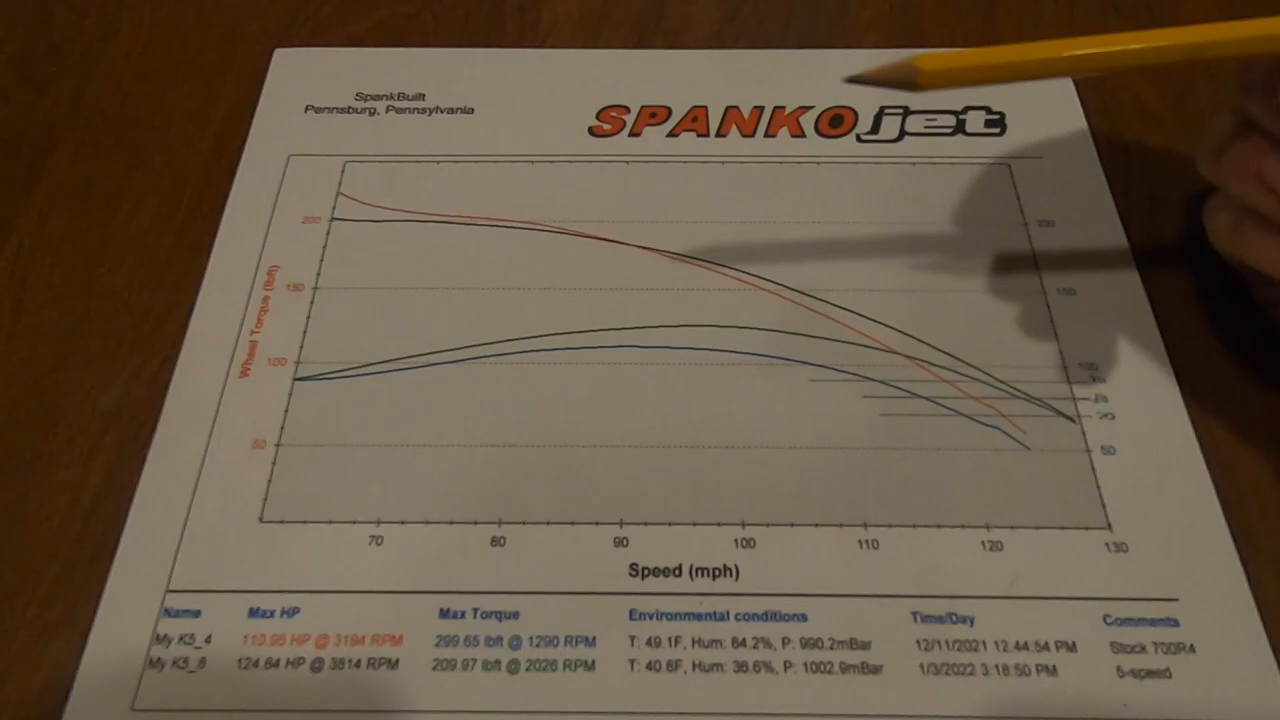 SpankBuilt
Pennsburg, Pennsylvania
SPANKOjet
200
150
100
50
Wheel Torque (lbft)
200
150
100
50
70 80 90 100 110 120 130
Speed (mph)
Name Max HP Max Torque Environmental conditions Time/Day Comments
My K5_4 110.95 HP @ 3194 RPM 299.65 lbft @ 1290 RPM T: 49.1F, Hum: 64.2%, P: 990.2mBar 12/11/2021 12:44:54 PM Stock 700R4
My K5_8 124.64 HP @ 3814 RPM 209.97 lbft @ 2026 RPM T: 40.6F, Hum: 36.6%, P: 1002.9mBar 1/3/2022 3:18:50 PM 5-speed